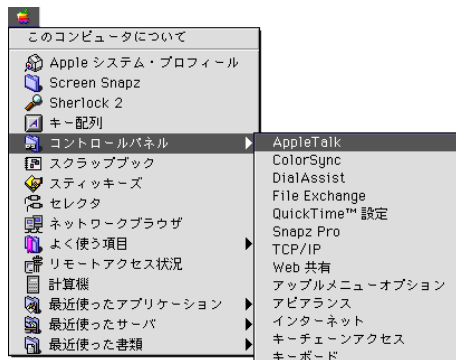 このコンピュータについて
Apple システム・プロフィール
Screen Snapz
Sherlock 2
キー配列
コントロールパネル
スクラップブック
スティッキーズ
セレクタ
ネットワークブラウザ
よく使う項目
リモートアクセス状況
計算機
最近使ったアプリケーション
最近使ったサーバ
最近使った書類
AppleTalk
ColorSync
DialAssist
File Exchange
QuickTime™ 設定
Snapz Pro
TCP/IP
Web 共有
アップルメニューオプション
アピアランス
インターネット
キーチェーンアクセス
キーボード